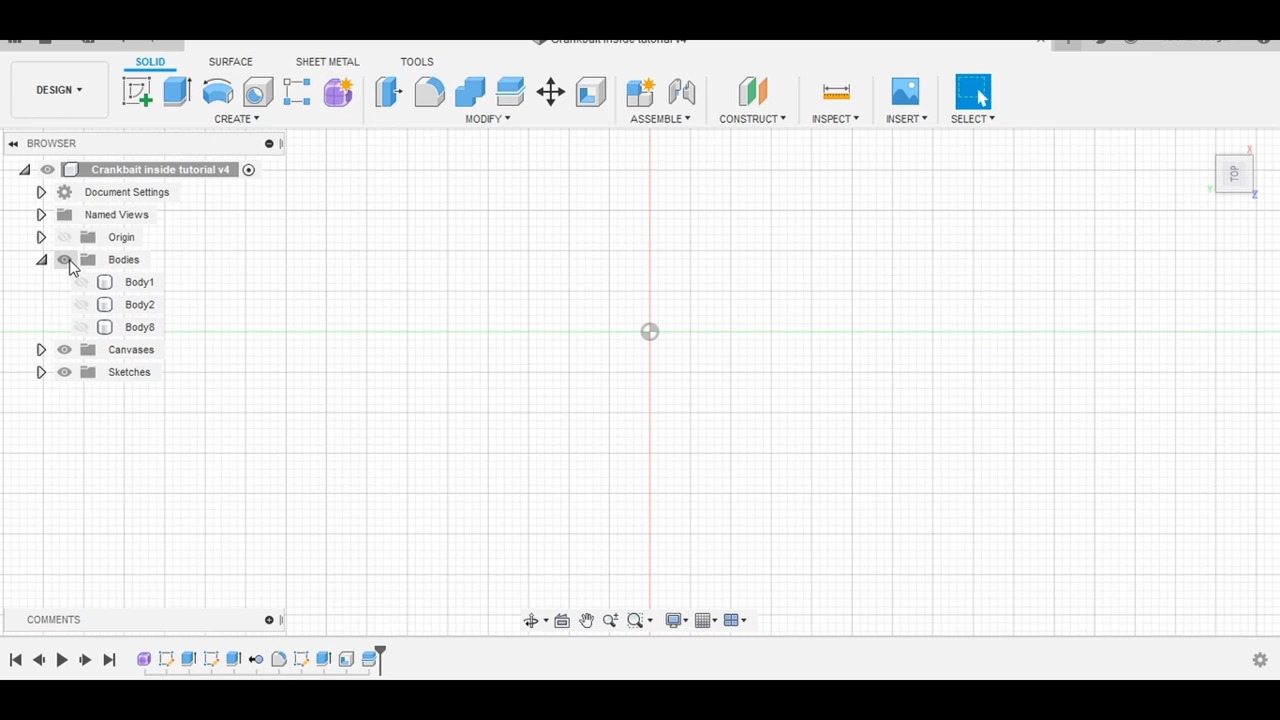 Crankbait inside tutorial v4
SOLID SURFACE SHEET METAL TOOLS
DESIGN
CREATE MODIFY ASSEMBLE CONSTRUCT INSPECT INSERT SELECT
BROWSER
Crankbait inside tutorial v4
Document Settings
Named Views
Origin
Bodies
Body1
Body2
Body8
Canvases
Sketches
X
TOP
Y
Z
COMMENTS